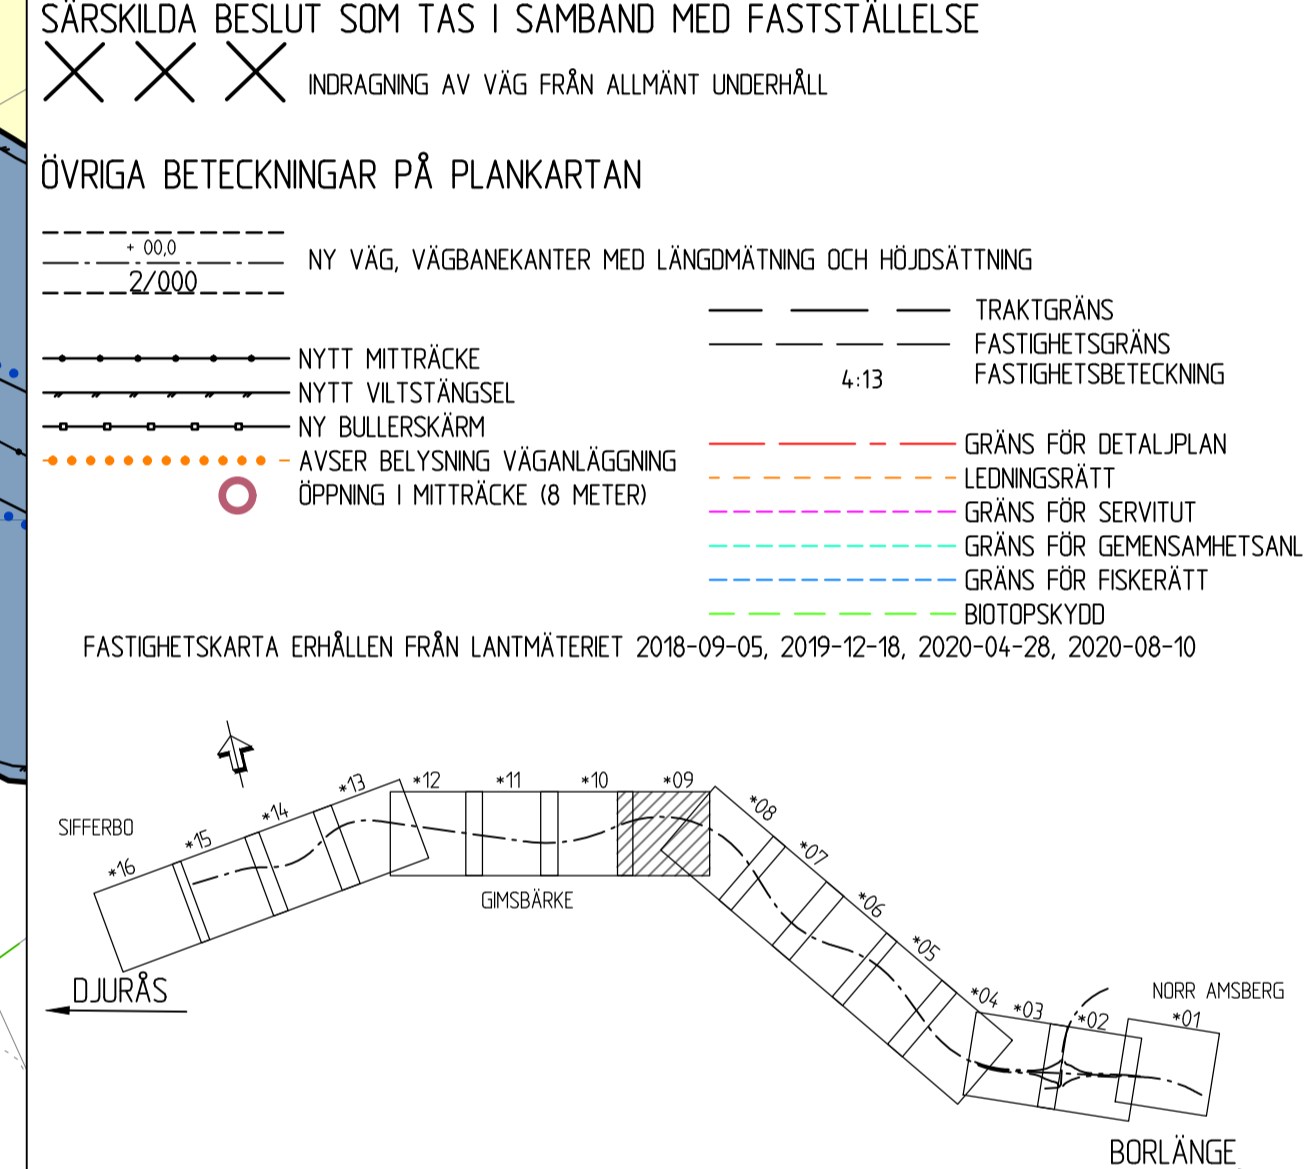 SÄRSKILDA BESLUT SOM TAS I SAMBAND MED FASTSTÄLLELSE
INDRAGNING AV VÄG FRÅN ALLMÄNT UNDERHÅLL
ÖVRIGA BETECKNINGAR PÅ PLANKARTAN
+ 00,0
2/000
NY VÄG, VÄGBANEKANTER MED LÄNGDMÄTNING OCH HÖJDSÄTTNING
NYTT MITTRÄCKE
NYTT VILTSTÄNGSEL
NY BULLERSKÄRM
AVSER BELYSNING VÄGANLÄGGNING
ÖPPNING I MITTRÄCKE (8 METER)
TRAKTGRÄNS
FASTIGHETSGRÄNS
4:13 FASTIGHETSBETECKNING
GRÄNS FÖR DETALJPLAN
LEDNINGSRÄTT
GRÄNS FÖR SERVITUT
GRÄNS FÖR GEMENSAMHETSANL
GRÄNS FÖR FISKERÄTT
BIOTOPSKYDD
FASTIGHETSKARTA ERHÅLLEN FRÅN LANTMÄTERIET 2018-09-05, 2019-12-18, 2020-04-28, 2020-08-10
SIFFERBO
*16
*15
*14
*13
*12
*11
*10
*09
*08
*07
*06
*05
*04
*03
*02
*01
GIMSBÄRKE
DJURÅS
NORR AMSBERG
BORLÄNGE